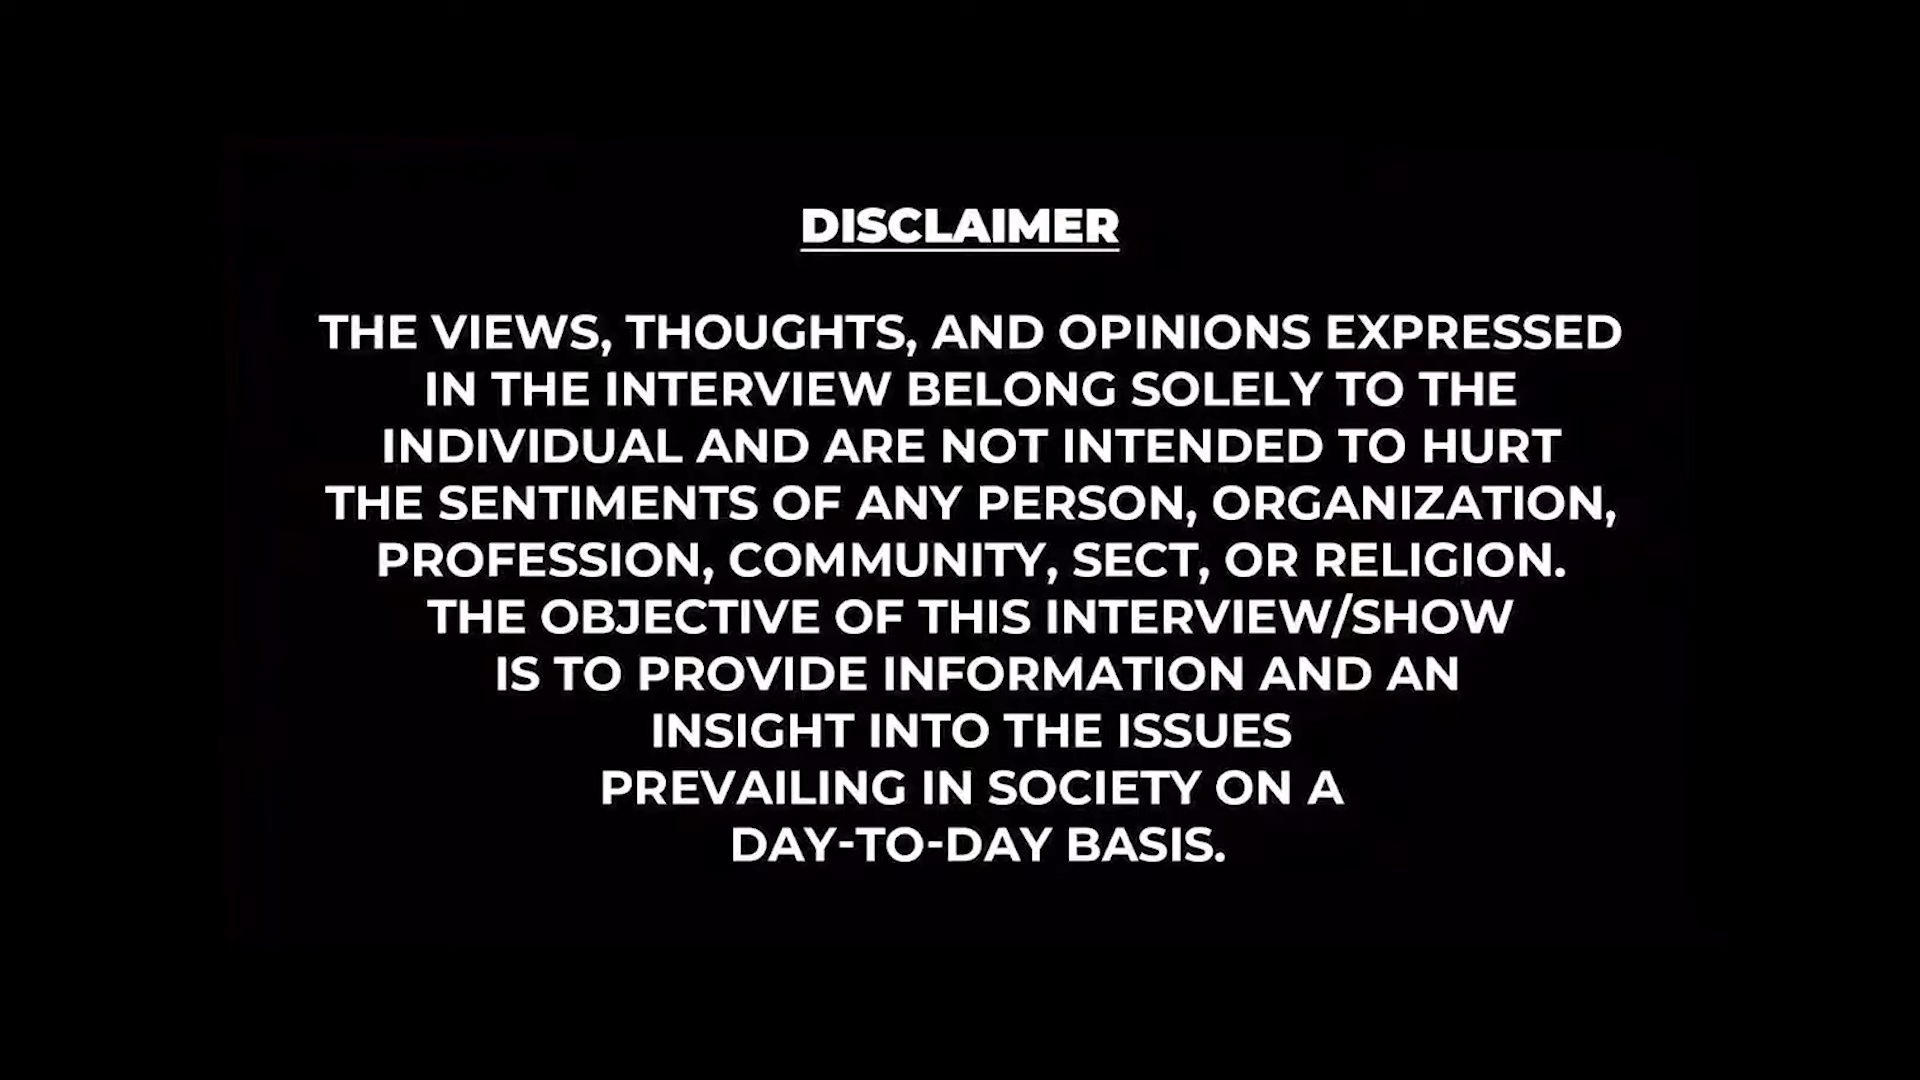 DISCLAIMER
THE VIEWS, THOUGHTS, AND OPINIONS EXPRESSED
IN THE INTERVIEW BELONG SOLELY TO THE
INDIVIDUAL AND ARE NOT INTENDED TO HURT
THE SENTIMENTS OF ANY PERSON, ORGANIZATION,
PROFESSION, COMMUNITY, SECT, OR RELIGION.
THE OBJECTIVE OF THIS INTERVIEW/SHOW
IS TO PROVIDE INFORMATION AND AN
INSIGHT INTO THE ISSUES
PREVAILING IN SOCIETY ON A
DAY-TO-DAY BASIS.